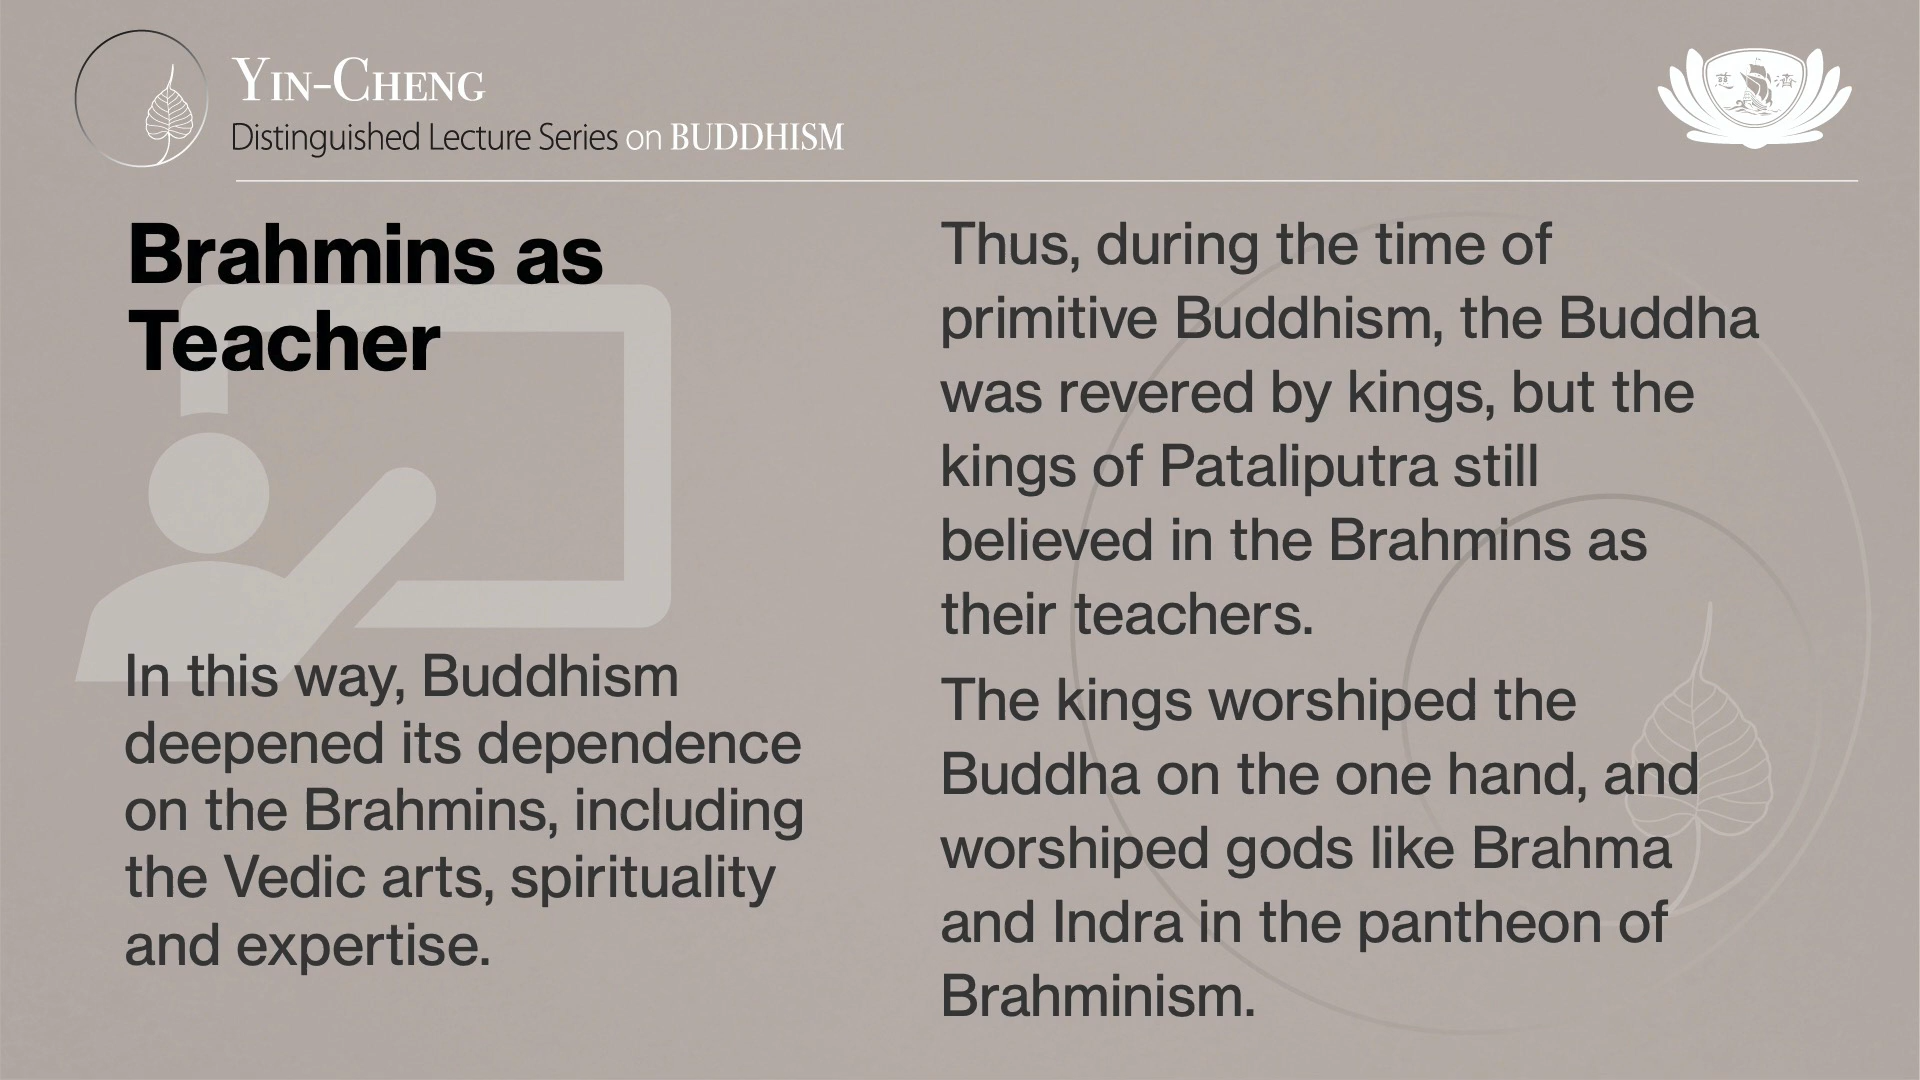 YIN-CHENG
Distinguished Lecture Series on BUDDHISM
慈 濟
Brahmins as
Teacher
In this way, Buddhism
deepened its dependence
on the Brahmins, including
the Vedic arts, spirituality
and expertise.
Thus, during the time of
primitive Buddhism, the Buddha
was revered by kings, but the
kings of Pataliputra still
believed in the Brahmins as
their teachers.
The kings worshiped the
Buddha on the one hand, and
worshiped gods like Brahma
and Indra in the pantheon of
Brahminism.